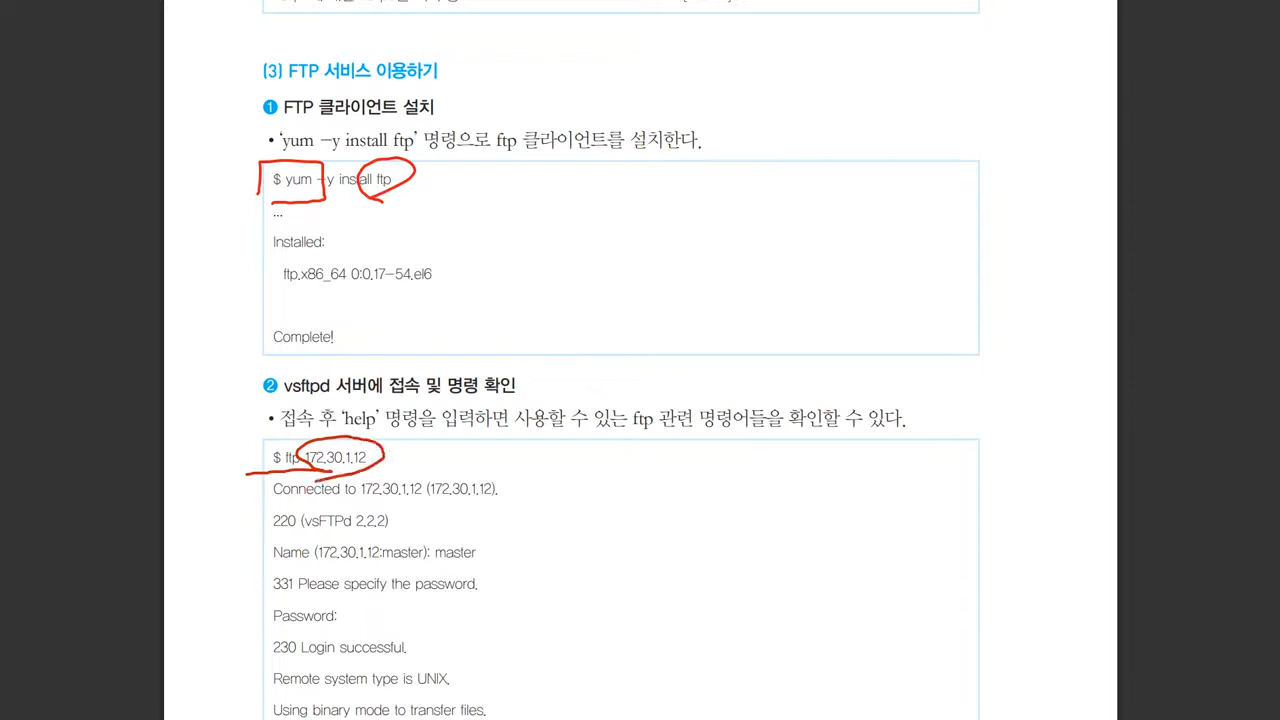 (3) FTP 서비스 이용하기
❶ FTP 클라이언트 설치
• ‘yum –y install ftp’ 명령으로 ftp 클라이언트를 설치한다.
$ yum –y install ftp
...
Installed:
ftp.x86_64 0:0.17–54.el6
Complete!
❷ vsftpd 서버에 접속 및 명령 확인
• 접속 후 ‘help’ 명령을 입력하면 사용할 수 있는 ftp 관련 명령어들을 확인할 수 있다.
$ ftp 172.30.1.12
Connected to 172.30.1.12 (172.30.1.12).
220 (vsFTPd 2.2.2)
Name (172.30.1.12:master): master
331 Please specify the password.
Password:
230 Login successful.
Remote system type is UNIX.
Using binary mode to transfer files.